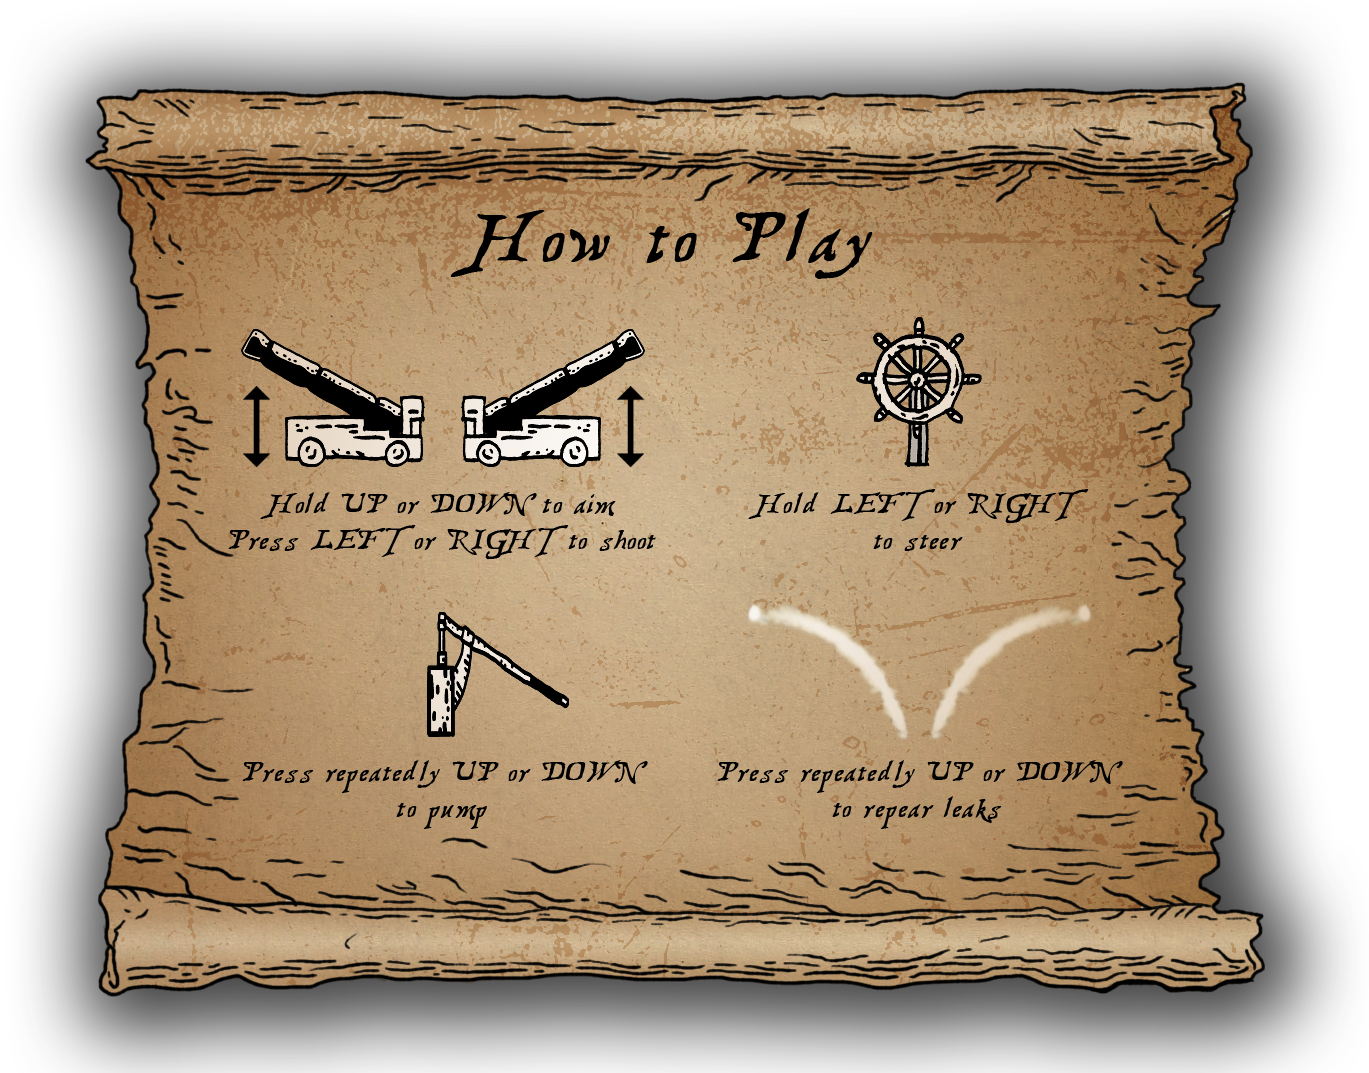 How to Play
Hold UP or DOWN to aim
Press LEFT or RIGHT to shoot
Hold LEFT or RIGHT
to steer
Press repeatedly UP or DOWN
to pump
Press repeatedly UP or DOWN
to repear leaks